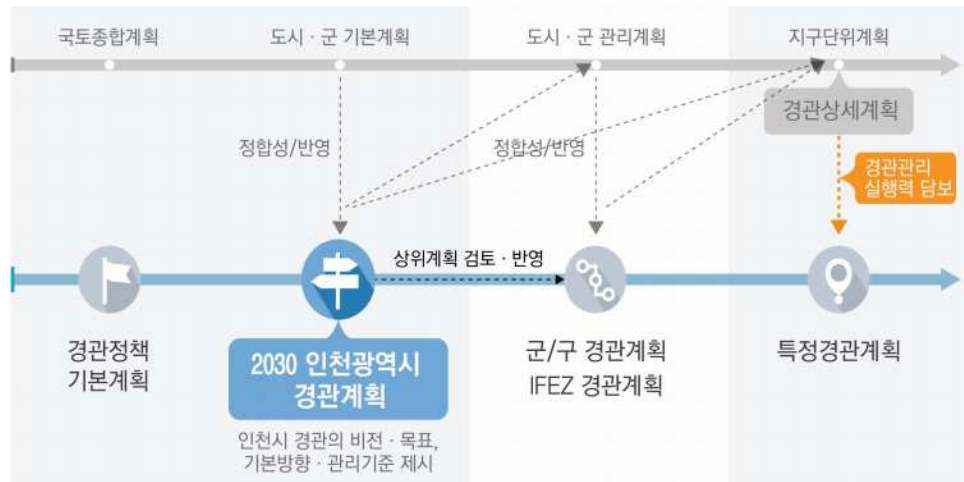 국토종합계획
도시 · 군 기본계획
도시 · 군 관리계획
지구단위계획
경관상세계획
정합성/반영
정합성/반영
경관관리
실행력 담보
상위계획 검토 · 반영
경관정책
기본계획
2030 인천광역시
경관계획
군/구 경관계획
IFEZ 경관계획
특정경관계획
인천시 경관의 비전 · 목표,
기본방향 · 관리기준 제시